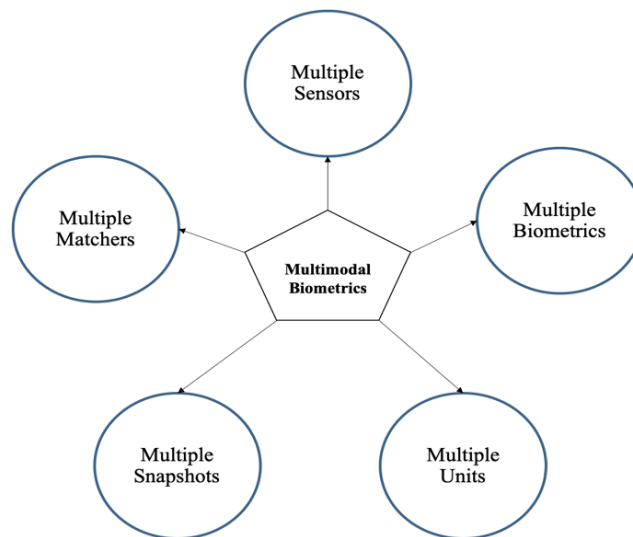 Multiple
Sensors
Multiple
Matchers
Multiple
Biometrics
Multimodal
Biometrics
Multiple
Snapshots
Multiple
Units